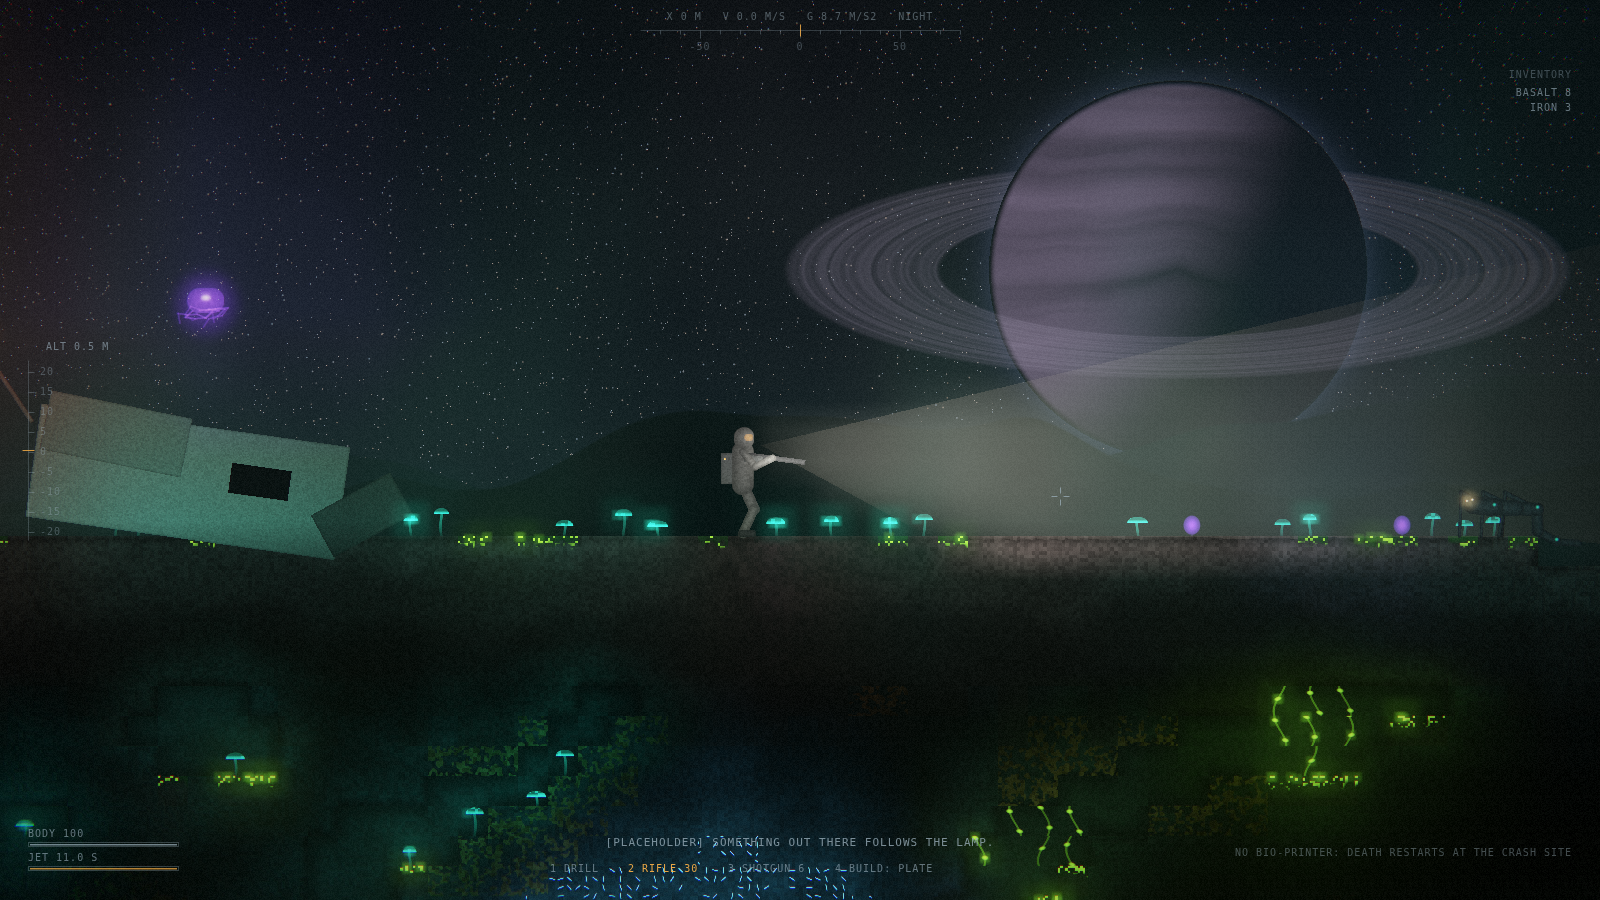 X 0 M   V 0.0 M/S   G 8.7 M/S2   NIGHT
-50   0   50
INVENTORY
BASALT 8
IRON 3
ALT 0.5 M
20
15
10
5
0
-5
-10
-15
-20
BODY 100
JET 11.0 S
[PLACEHOLDER] SOMETHING OUT THERE FOLLOWS THE LAMP.
1 DRILL   2 RIFLE 30   3 SHOTGUN 6   4 BUILD: PLATE
NO BIO-PRINTER: DEATH RESTARTS AT THE CRASH SITE